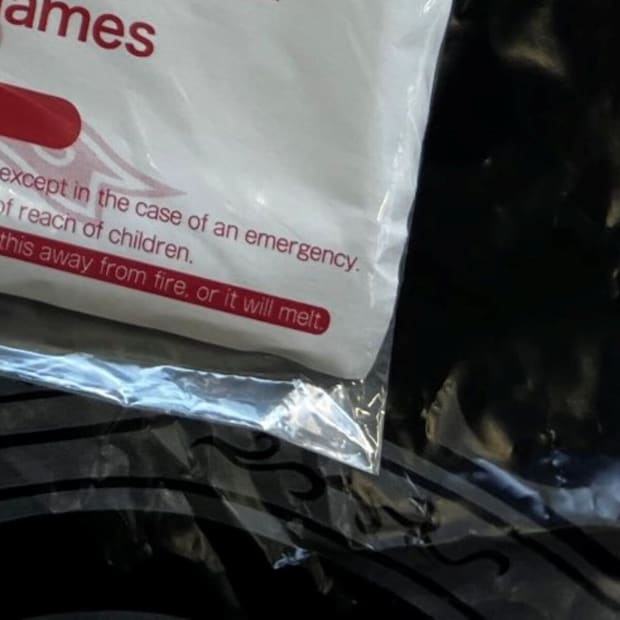 ames
except in the case of an emergency.
of reach of children.
this away from fire, or it will melt.